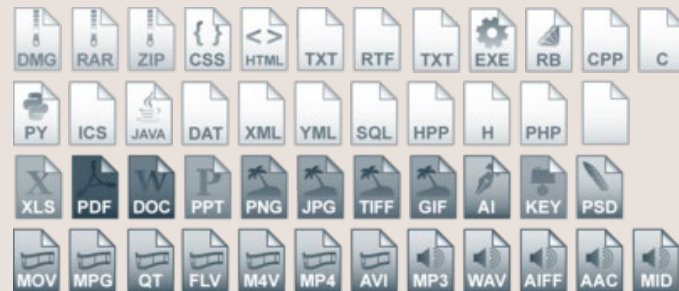 DMG RAR ZIP { } CSS < > HTML TXT RTF TXT EXE RB CPP C
PY ICS JAVA DAT XML YML SQL HPP H PHP
X XLS PDF W DOC P PPT PNG JPG TIFF GIF AI KEY PSD
MOV MPG QT FLV M4V MP4 AVI MP3 WAV AIFF AAC MID